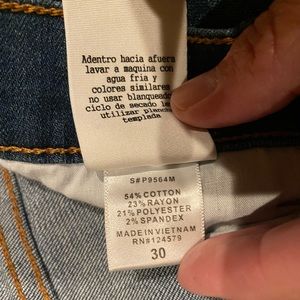 Adentro hacia afuera
lavar a maquina con
agua fria y
colores similares
no usar blanqueador
ciclo de secado
utilizar plancha
templada
S#P9564M
54% COTTON
23% RAYON
21% POLYESTER
2% SPANDEX
MADE IN VIETNAM
RN#124579
30